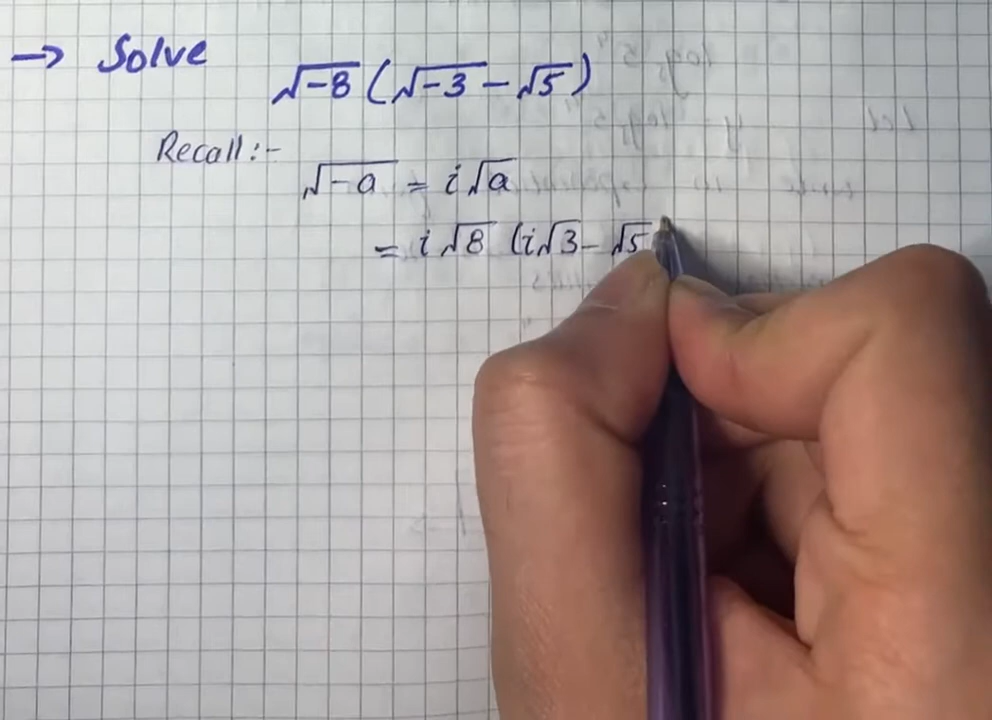 → Solve
√-8 (√-3 - √5)
Recall :-
√-a = i√a
= i√8 (i√3 - √5